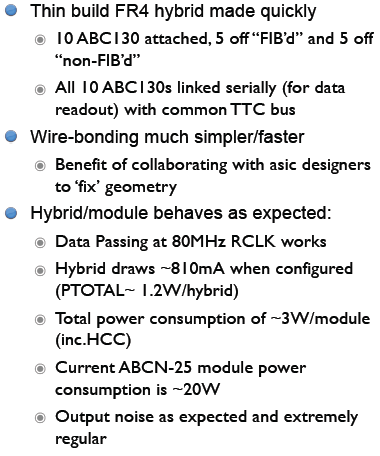 Thin build FR4 hybrid made quickly
10 ABC130 attached, 5 off “FIB’d” and 5 off
“non-FIB’d”
All 10 ABC130s linked serially (for data
readout) with common TTC bus
Wire-bonding much simpler/faster
Benefit of collaborating with asic designers
to ‘fix’ geometry
Hybrid/module behaves as expected:
Data Passing at 80MHz RCLK works
Hybrid draws ~810mA when configured
(PTOTAL~ 1.2W/hybrid)
Total power consumption of ~3W/module
(inc.HCC)
Current ABCN-25 module power
consumption is ~20W
Output noise as expected and extremely
regular